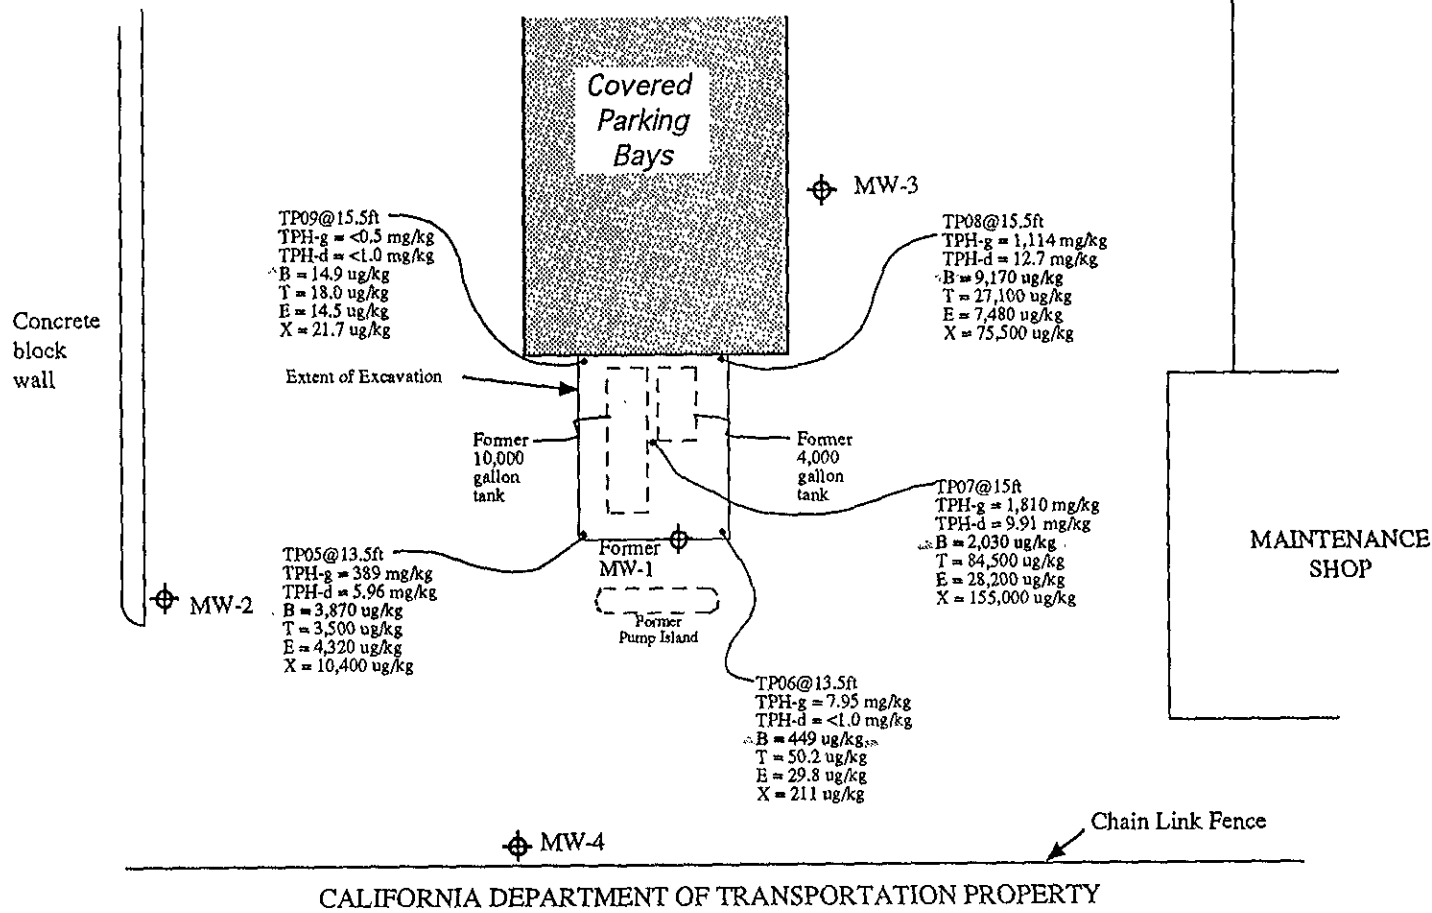 Covered
Parking
Bays
MW-3
TP09@15.5ft
TPH-g = <0.5 mg/kg
TPH-d = <1.0 mg/kg
B = 14.9 ug/kg
T = 18.0 ug/kg
E = 14.5 ug/kg
X = 21.7 ug/kg
TP08@15.5ft
TPH-g = 1,114 mg/kg
TPH-d = 12.7 mg/kg
B = 9,170 ug/kg
T = 27,100 ug/kg
E = 7,480 ug/kg
X = 75,500 ug/kg
Concrete
block
wall
Extent of Excavation
Former
10,000
gallon
tank
Former
4,000
gallon
tank
TP07@15ft
TPH-g = 1,810 mg/kg
TPH-d = 9.91 mg/kg
B = 2,030 ug/kg
T = 84,500 ug/kg
E = 28,200 ug/kg
X = 155,000 ug/kg
MAINTENANCE
SHOP
Former
MW-1
TP05@13.5ft
TPH-g = 389 mg/kg
TPH-d = 5.96 mg/kg
B = 3,870 ug/kg
T = 3,500 ug/kg
E = 4,320 ug/kg
X = 10,400 ug/kg
MW-2
Former
Pump Island
TP06@13.5ft
TPH-g = 7.95 mg/kg
TPH-d = <1.0 mg/kg
B = 449 ug/kg
T = 50.2 ug/kg
E = 29.8 ug/kg
X = 211 ug/kg
MW-4
Chain Link Fence
CALIFORNIA DEPARTMENT OF TRANSPORTATION PROPERTY